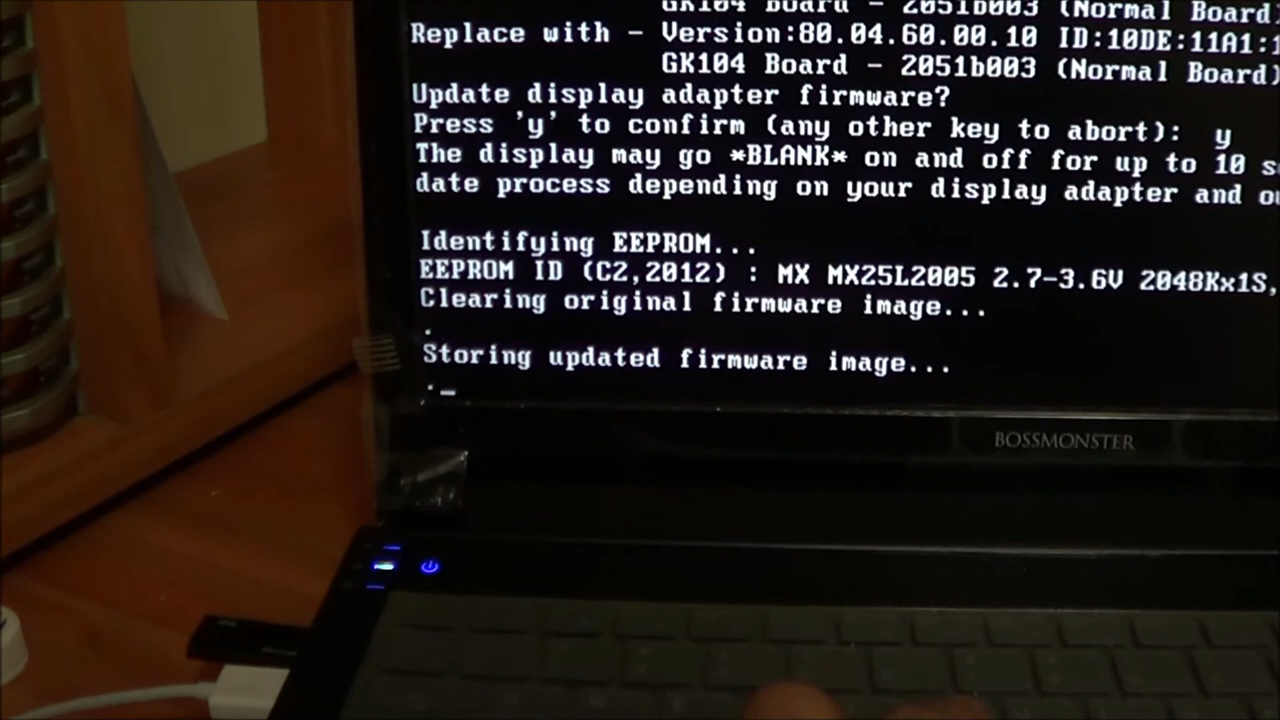 GK104 Board - 2051b003 (Normal Board)
Replace with - Version:80.04.60.00.10 ID:10DE:11A1:1
GK104 Board - 2051b003 (Normal Board)
Update display adapter firmware?
Press 'y' to confirm (any other key to abort): y
The display may go *BLANK* on and off for up to 10 s
date process depending on your display adapter and
Identifying EEPROM...
EEPROM ID (C2,2012) : MX MX25L2005 2.7-3.6V 2048Kx1S,
Clearing original firmware image...
.
Storing updated firmware image...
._
BOSSMONSTER